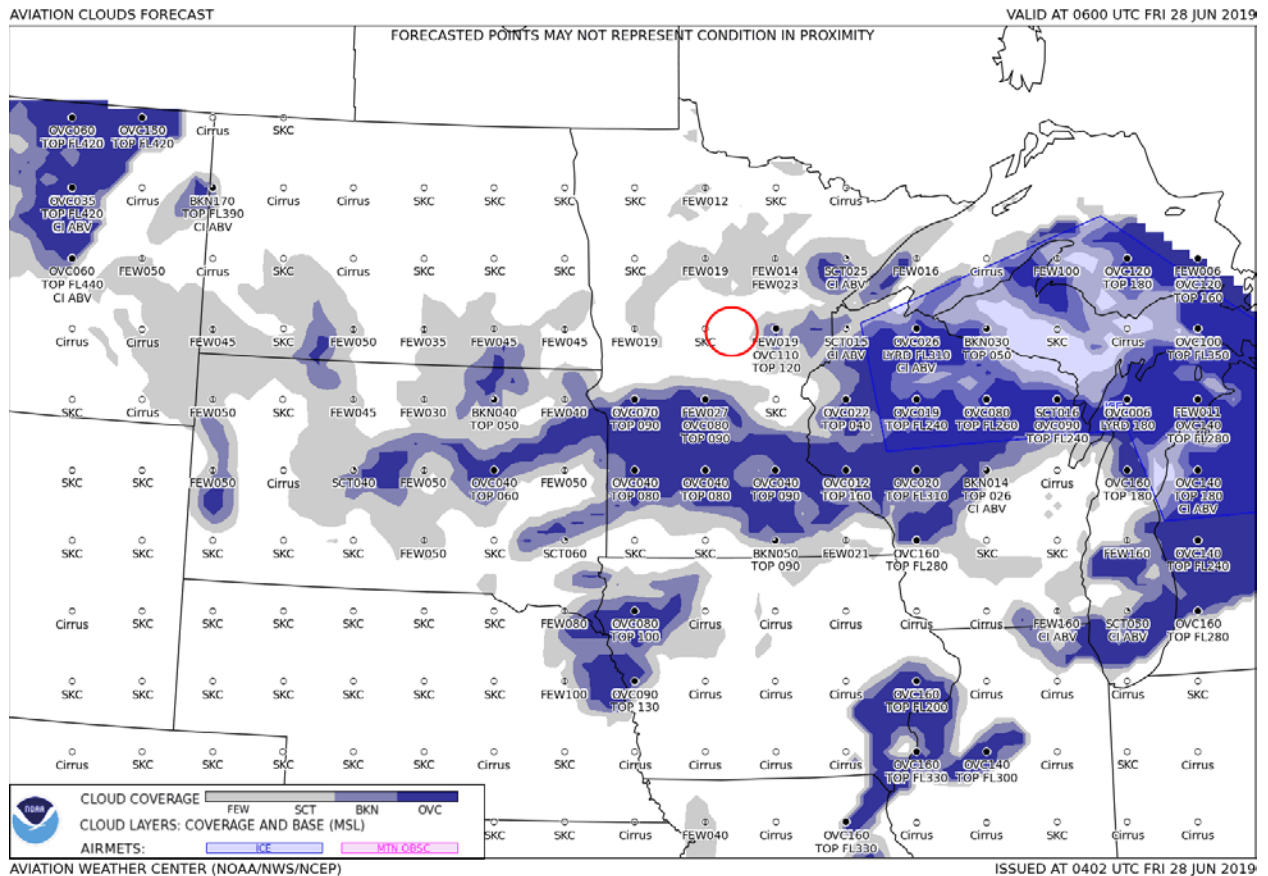 AVIATION CLOUDS FORECAST
VALID AT 0600 UTC FRI 28 JUN 2019
FORECASTED POINTS MAY NOT REPRESENT CONDITION IN PROXIMITY
OVC060 OVC150 Cirrus SKC
TOP FL420 TOP FL420
OVC035 Cirrus BKN170 Cirrus Cirrus SKC SKC SKC SKC FEW012 SKC Cirrus
TOP FL420 TOP FL390
CI ABV CI ABV
OVC060 FEW050 Cirrus SKC Cirrus SKC SKC SKC SKC FEW019 FEW014 SCT025 FEW016 Cirrus FEW100 OVC120 FEW006
TOP FL440 FEW023 CI ABV TOP 180 OVC120
CI ABV TOP 160
Cirrus Cirrus FEW045 SKC FEW050 FEW035 FEW045 FEW045 FEW019 SKC FEW019 SCT015 OVC026 BKN030 SKC Cirrus OVC100
OVC110 CI ABV LYRD FL310 TOP 050 TOP FL350
TOP 120 CI ABV
SKC Cirrus FEW050 SKC FEW045 FEW030 BKN040 FEW040 OVC070 FEW027 SKC OVC022 OVC019 OVC080 SCT016 OVC006 FEW011
TOP 050 TOP 090 OVC080 TOP 040 TOP FL240 TOP FL260 OVC090 LYRD 180 OVC140
TOP 090 TOP FL240 TOP FL280
SKC SKC FEW050 Cirrus SCT040 FEW050 OVC040 FEW050 OVC040 OVC040 OVC040 OVC012 OVC020 BKN014 Cirrus OVC160 OVC140
TOP 060 TOP 080 TOP 080 TOP 090 TOP 160 TOP FL310 TOP 026 TOP 180 TOP 180
CI ABV CI ABV
SKC SKC SKC SKC SKC FEW050 SKC SCT060 SKC SKC BKN050 FEW021 OVC160 SKC SKC FEW160 OVC140
TOP 090 TOP FL280 TOP FL240
Cirrus SKC SKC SKC SKC SKC SKC FEW080 OVC080 Cirrus Cirrus Cirrus Cirrus Cirrus FEW160 SCT050 OVC160
TOP 100 CI ABV CI ABV TOP FL280
SKC SKC SKC SKC SKC SKC SKC FEW100 OVC090 Cirrus Cirrus Cirrus OVC160 Cirrus Cirrus Cirrus SKC
TOP 130 TOP FL200
Cirrus SKC SKC SKC SKC SKC Cirrus SKC Cirrus Cirrus Cirrus Cirrus OVC160 OVC140 Cirrus SKC Cirrus
TOP FL330 TOP FL300
SKC SKC Cirrus FEW040 Cirrus OVC160 Cirrus Cirrus SKC Cirrus Cirrus
TOP FL330
NOAA
CLOUD COVERAGE
FEW SCT BKN OVC
CLOUD LAYERS: COVERAGE AND BASE (MSL)
AIRMETS: ICE MTN OBSC
AVIATION WEATHER CENTER (NOAA/NWS/NCEP)
ISSUED AT 0402 UTC FRI 28 JUN 2019